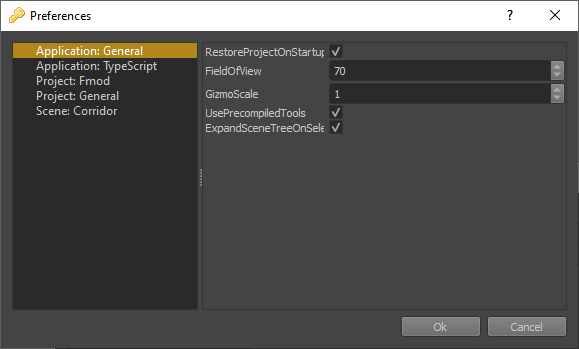 Preferences
?
Application: General
Application: TypeScript
Project: Fmod
Project: General
Scene: Corridor
RestoreProjectOnStartup
FieldOfView 70
GizmoScale 1
UsePrecompiledTools
ExpandSceneTreeOnSele
Ok Cancel